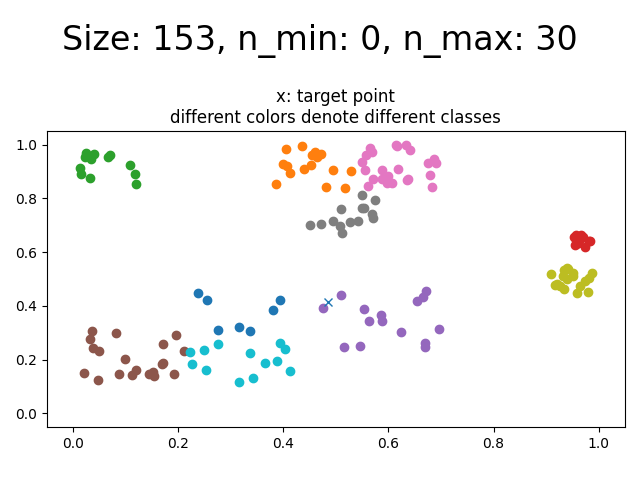 Size: 153, n_min: 0, n_max: 30
x: target point
different colors denote different classes
1.0
0.8
0.6
0.4
0.2
0.0
0.0 0.2 0.4 0.6 0.8 1.0